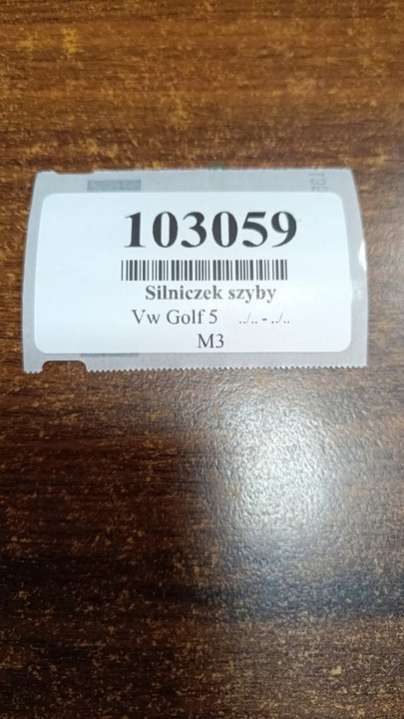 103059
Silniczek szyby
Vw Golf 5 ../.. - ../..
M3